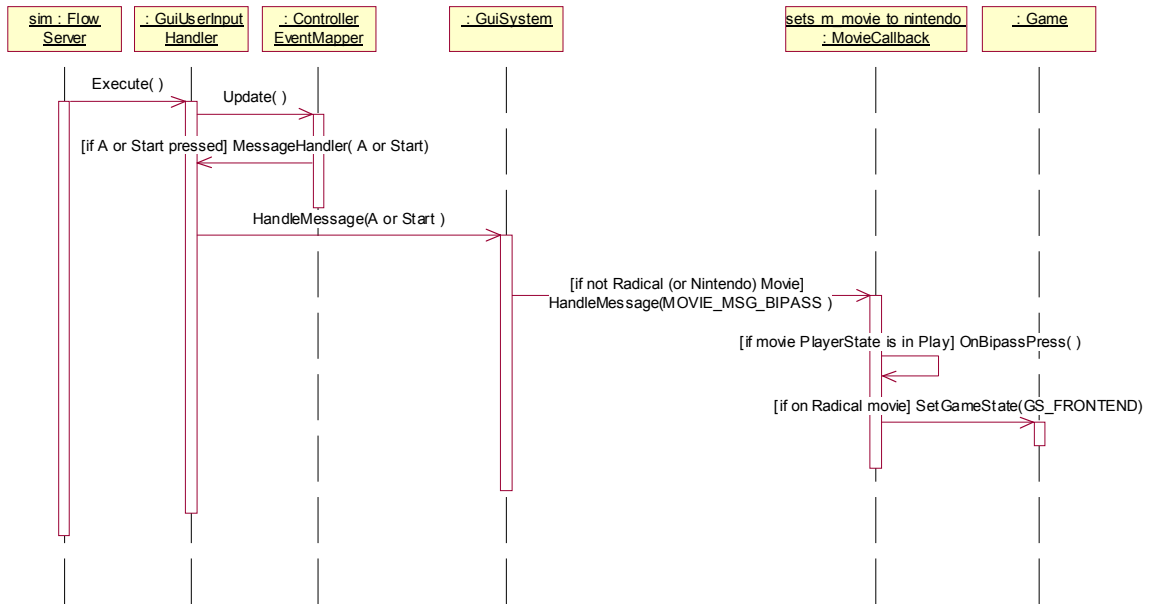 sim : Flow
Server
: GuiUserInput
Handler
: Controller
EventMapper
: GuiSystem
sets m_movie to nintendo
: MovieCallback
: Game
Execute( )
Update( )
[if A or Start pressed] MessageHandler( A or Start)
HandleMessage(A or Start )
[if not Radical (or Nintendo) Movie]
HandleMessage(MOVIE_MSG_BIPASS )
[if movie PlayerState is in Play] OnBipassPress( )
[if on Radical movie] SetGameState(GS_FRONTEND)